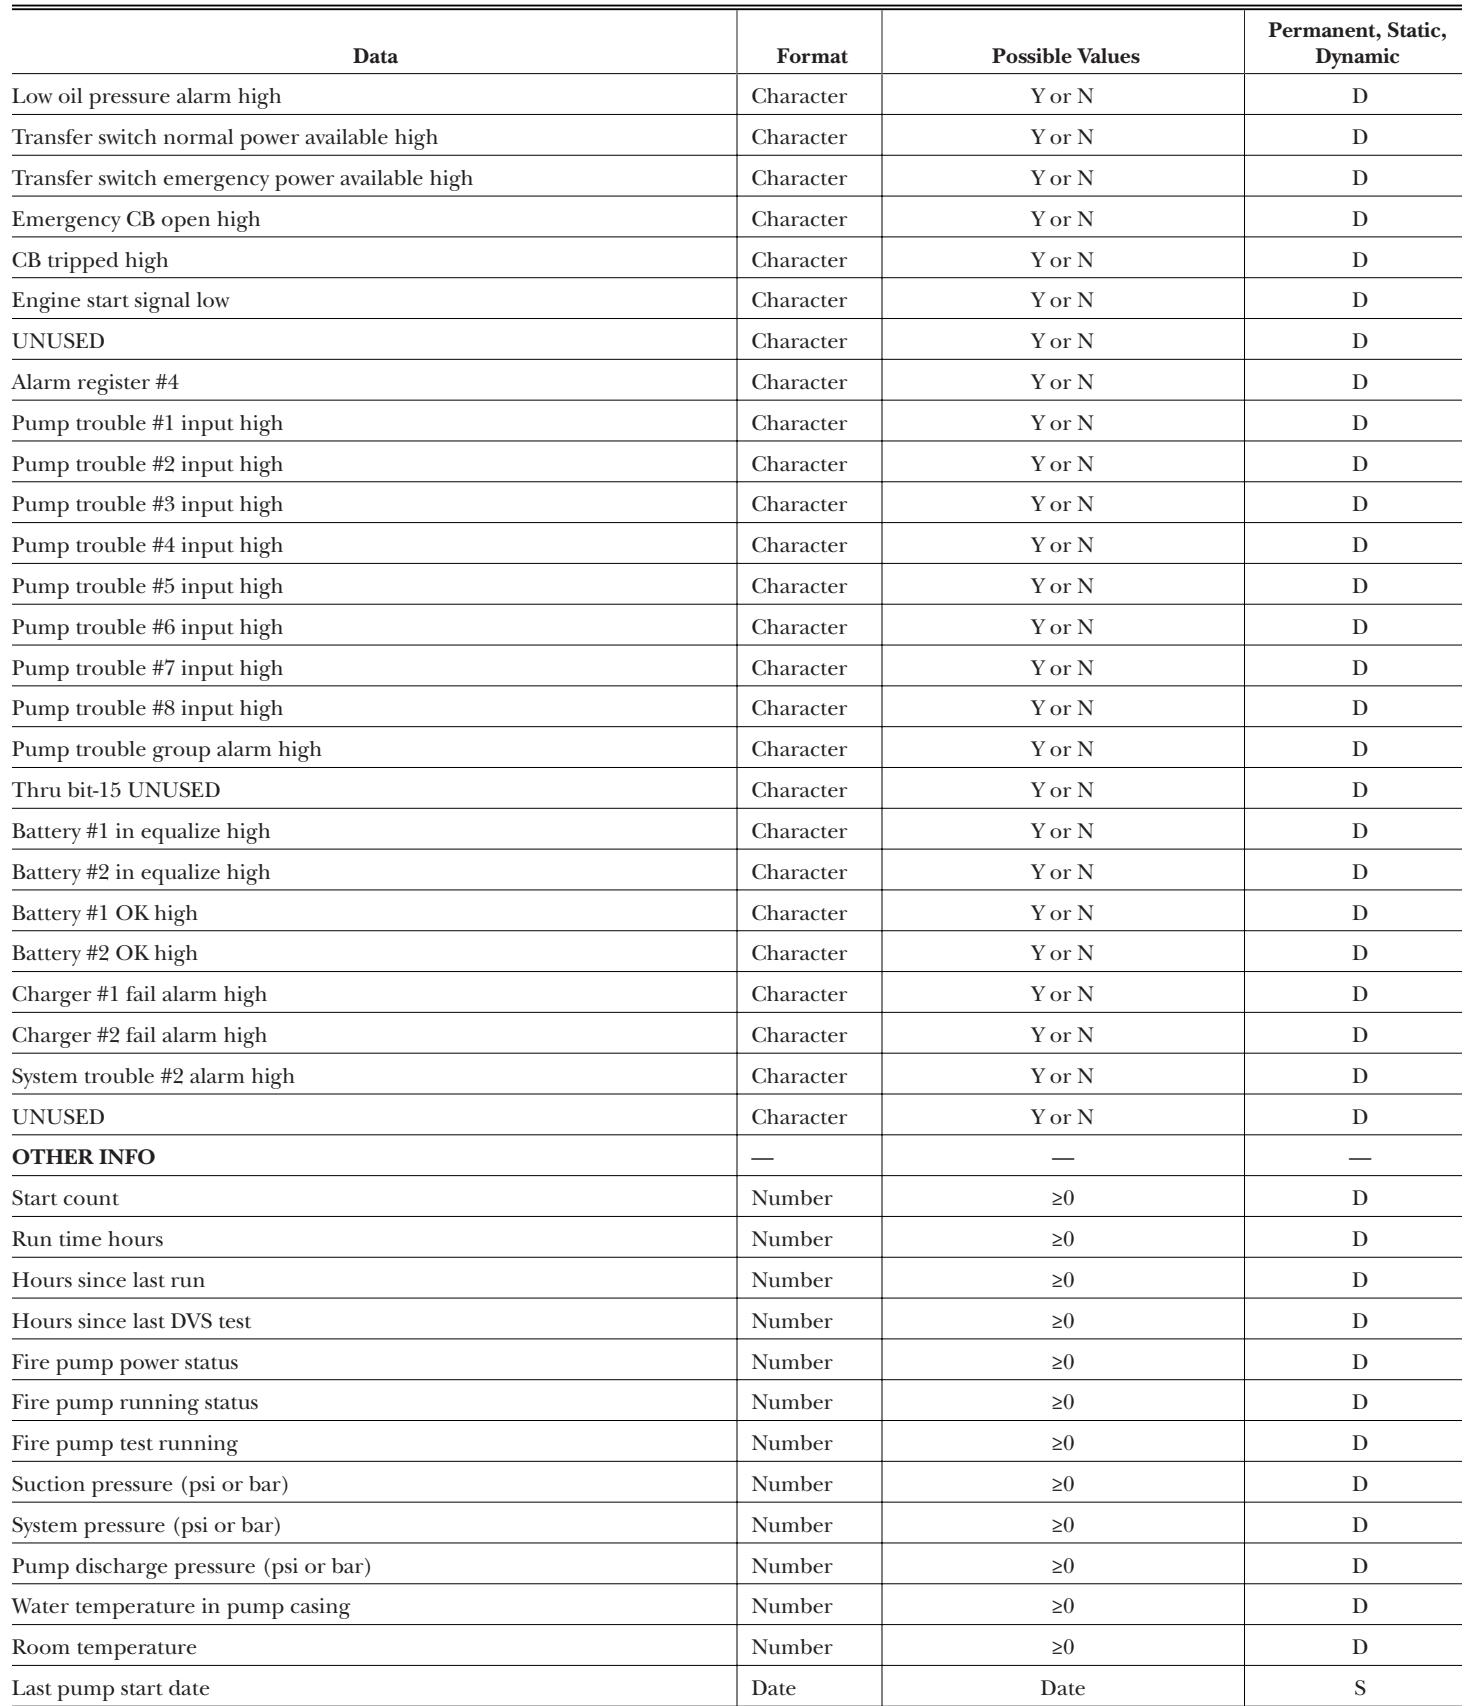 Data Format Possible Values Permanent, Static, Dynamic
Low oil pressure alarm high Character Y or N D
Transfer switch normal power available high Character Y or N D
Transfer switch emergency power available high Character Y or N D
Emergency CB open high Character Y or N D
CB tripped high Character Y or N D
Engine start signal low Character Y or N D
UNUSED Character Y or N D
Alarm register #4 Character Y or N D
Pump trouble #1 input high Character Y or N D
Pump trouble #2 input high Character Y or N D
Pump trouble #3 input high Character Y or N D
Pump trouble #4 input high Character Y or N D
Pump trouble #5 input high Character Y or N D
Pump trouble #6 input high Character Y or N D
Pump trouble #7 input high Character Y or N D
Pump trouble #8 input high Character Y or N D
Pump trouble group alarm high Character Y or N D
Thru bit-15 UNUSED Character Y or N D
Battery #1 in equalize high Character Y or N D
Battery #2 in equalize high Character Y or N D
Battery #1 OK high Character Y or N D
Battery #2 OK high Character Y or N D
Charger #1 fail alarm high Character Y or N D
Charger #2 fail alarm high Character Y or N D
System trouble #2 alarm high Character Y or N D
UNUSED Character Y or N D
OTHER INFO — — —
Start count Number ≥0 D
Run time hours Number ≥0 D
Hours since last run Number ≥0 D
Hours since last DVS test Number ≥0 D
Fire pump power status Number ≥0 D
Fire pump running status Number ≥0 D
Fire pump test running Number ≥0 D
Suction pressure (psi or bar) Number ≥0 D
System pressure (psi or bar) Number ≥0 D
Pump discharge pressure (psi or bar) Number ≥0 D
Water temperature in pump casing Number ≥0 D
Room temperature Number ≥0 D
Last pump start date Date Date S